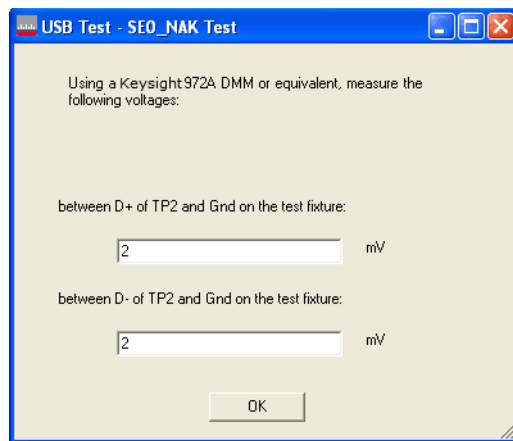 USB Test - SE0_NAK Test
Using a Keysight 972A DMM or equivalent, measure the
following voltages:
between D+ of TP2 and Gnd on the test fixture:
2 mV
between D- of TP2 and Gnd on the test fixture:
2 mV
OK